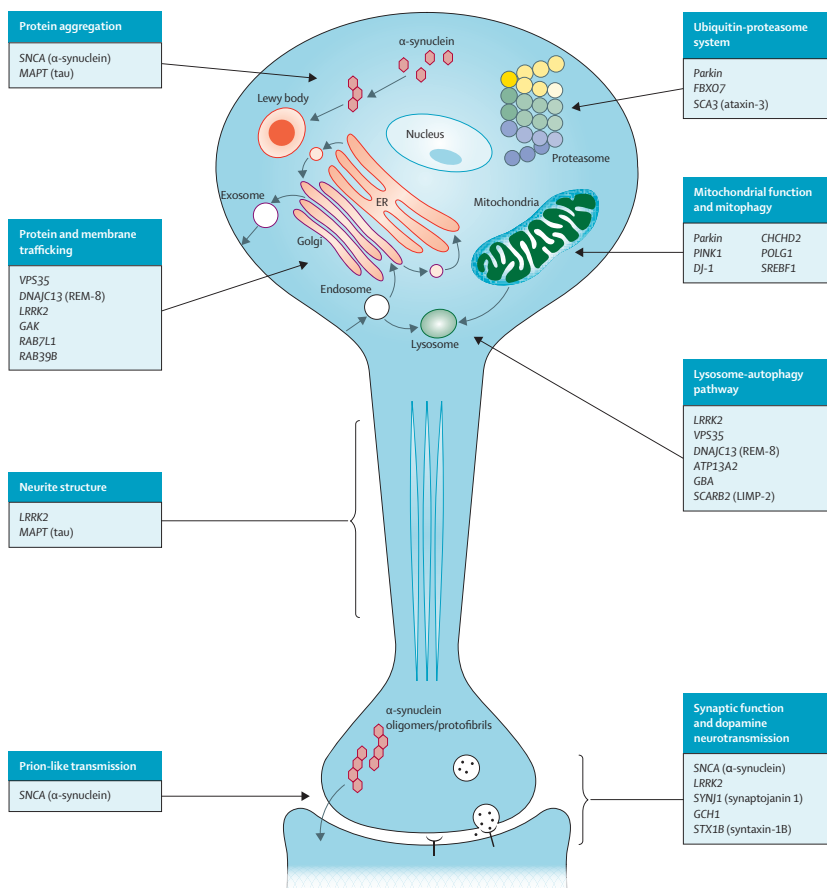 Protein aggregation
SNCA (α-synuclein)
MAPT (tau)
Protein and membrane
trafficking
VPS35
DNAJC13 (REM-8)
LRRK2
GAK
RAB7L1
RAB39B
Neurite structure
LRRK2
MAPT (tau)
Prion-like transmission
SNCA (α-synuclein)
α-synuclein
Lewy body
Nucleus
Proteasome
Exosome
ER
Mitochondria
Golgi
Endosome
Lysosome
α-synuclein
oligomers/protofibrils
Ubiquitin-proteasome
system
Parkin
FBXO7
SCA3 (ataxin-3)
Mitochondrial function
and mitophagy
Parkin CHCHD2
PINK1 POLG1
DJ-1 SREBF1
Lysosome-autophagy
pathway
LRRK2
VPS35
DNAJC13 (REM-8)
ATP13A2
GBA
SCARB2 (LIMP-2)
Synaptic function
and dopamine
neurotransmission
SNCA (α-synuclein)
LRRK2
SYNJ1 (synaptojanin 1)
GCH1
STX1B (syntaxin-1B)